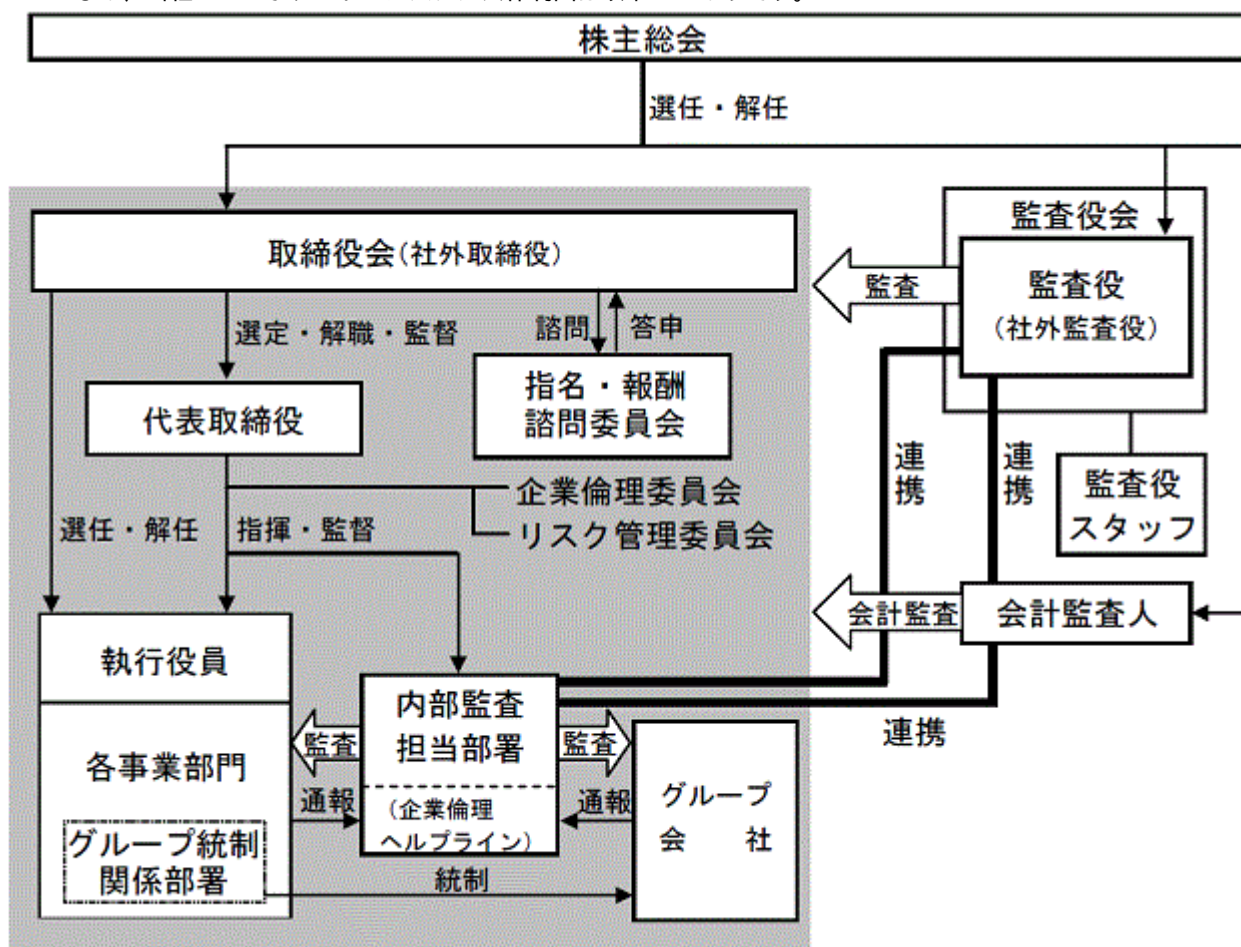 株主総会
選任・解任
監査役会
取締役会(社外取締役)
監査
監査役
(社外監査役)
選定・解職・監督
諮問
答申
指名・報酬
諮問委員会
代表取締役
連携
連携
監査役
スタッフ
企業倫理委員会
リスク管理委員会
選任・解任
指揮・監督
会計監査
会計監査人
執行役員
内部監査
担当部署
連携
監査
監査
各事業部門
グループ
会社
通報
通報
(企業倫理
ヘルプライン)
グループ統制
関係部署
統制